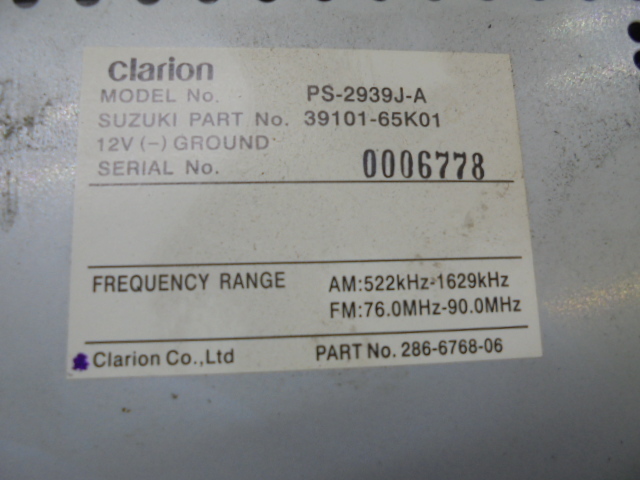 clarion
MODEL No. PS-2939J-A
SUZUKI PART No. 39101-65K01
12V (-) GROUND
SERIAL No. 0006778
FREQUENCY RANGE AM:522kHz-1629kHz
FM:76.0MHz-90.0MHz
Clarion Co.,Ltd PART No. 286-6768-06